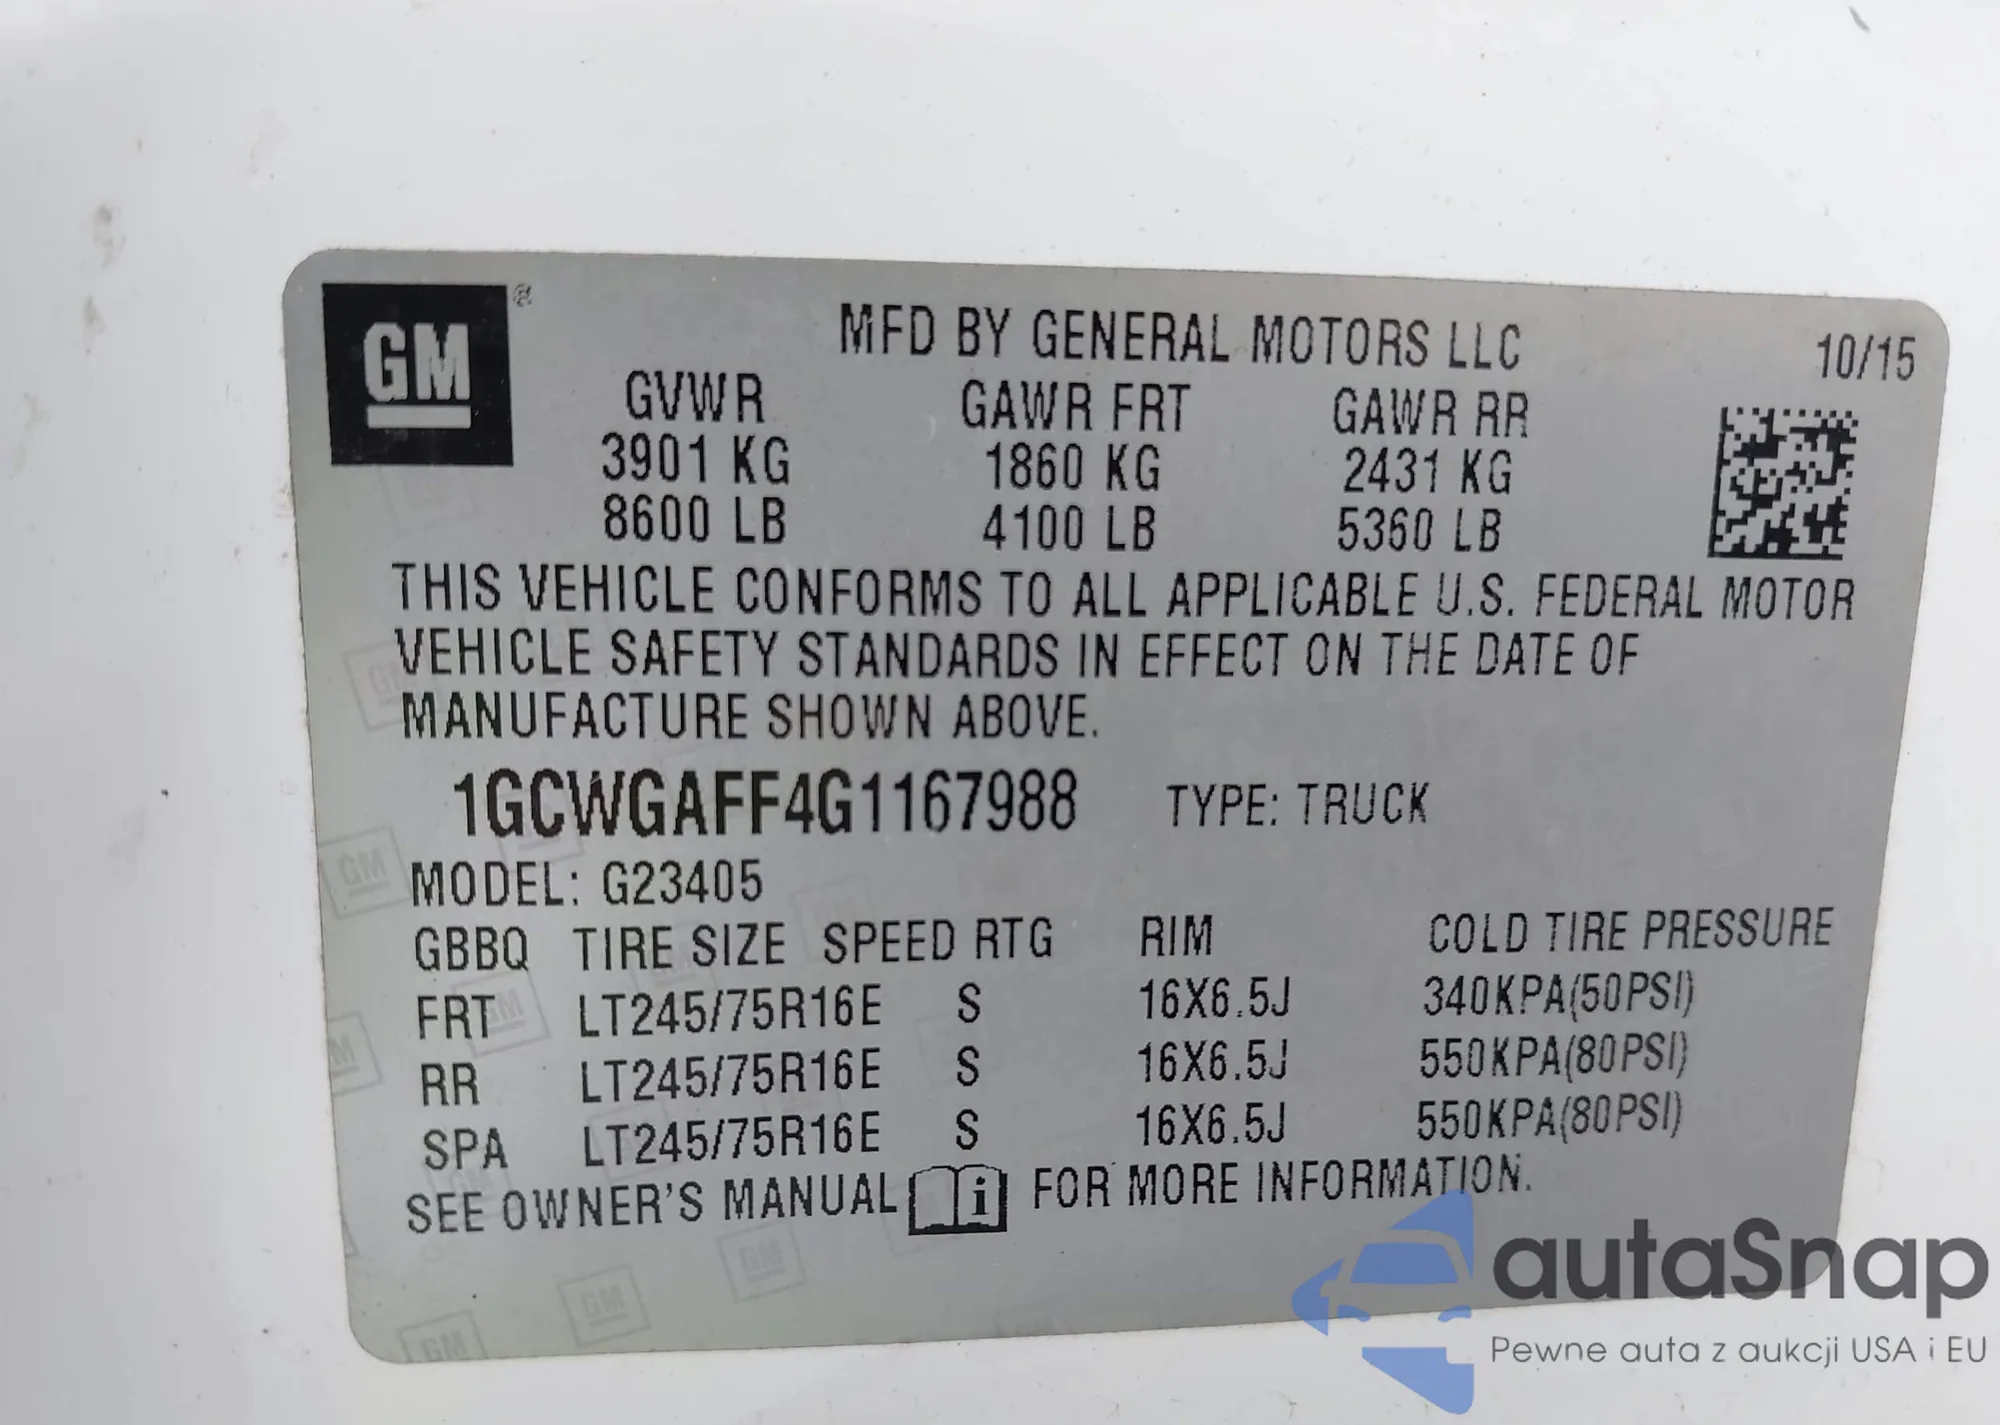 GM®
MFD BY GENERAL MOTORS LLC 10/15
GVWR GAWR FRT GAWR RR
3901 KG 1860 KG 2431 KG
8600 LB 4100 LB 5360 LB
THIS VEHICLE CONFORMS TO ALL APPLICABLE U.S. FEDERAL MOTOR
VEHICLE SAFETY STANDARDS IN EFFECT ON THE DATE OF
MANUFACTURE SHOWN ABOVE.
1GCWGAFF4G1167988 TYPE: TRUCK
MODEL: G23405
GBBQ TIRE SIZE SPEED RTG RIM COLD TIRE PRESSURE
FRT LT245/75R16E S 16X6.5J 340KPA(50PSI)
RR LT245/75R16E S 16X6.5J 550KPA(80PSI)
SPA LT245/75R16E S 16X6.5J 550KPA(80PSI)
SEE OWNER'S MANUAL i FOR MORE INFORMATION.
autaSnap
Pewne auta z aukcji USA i EU